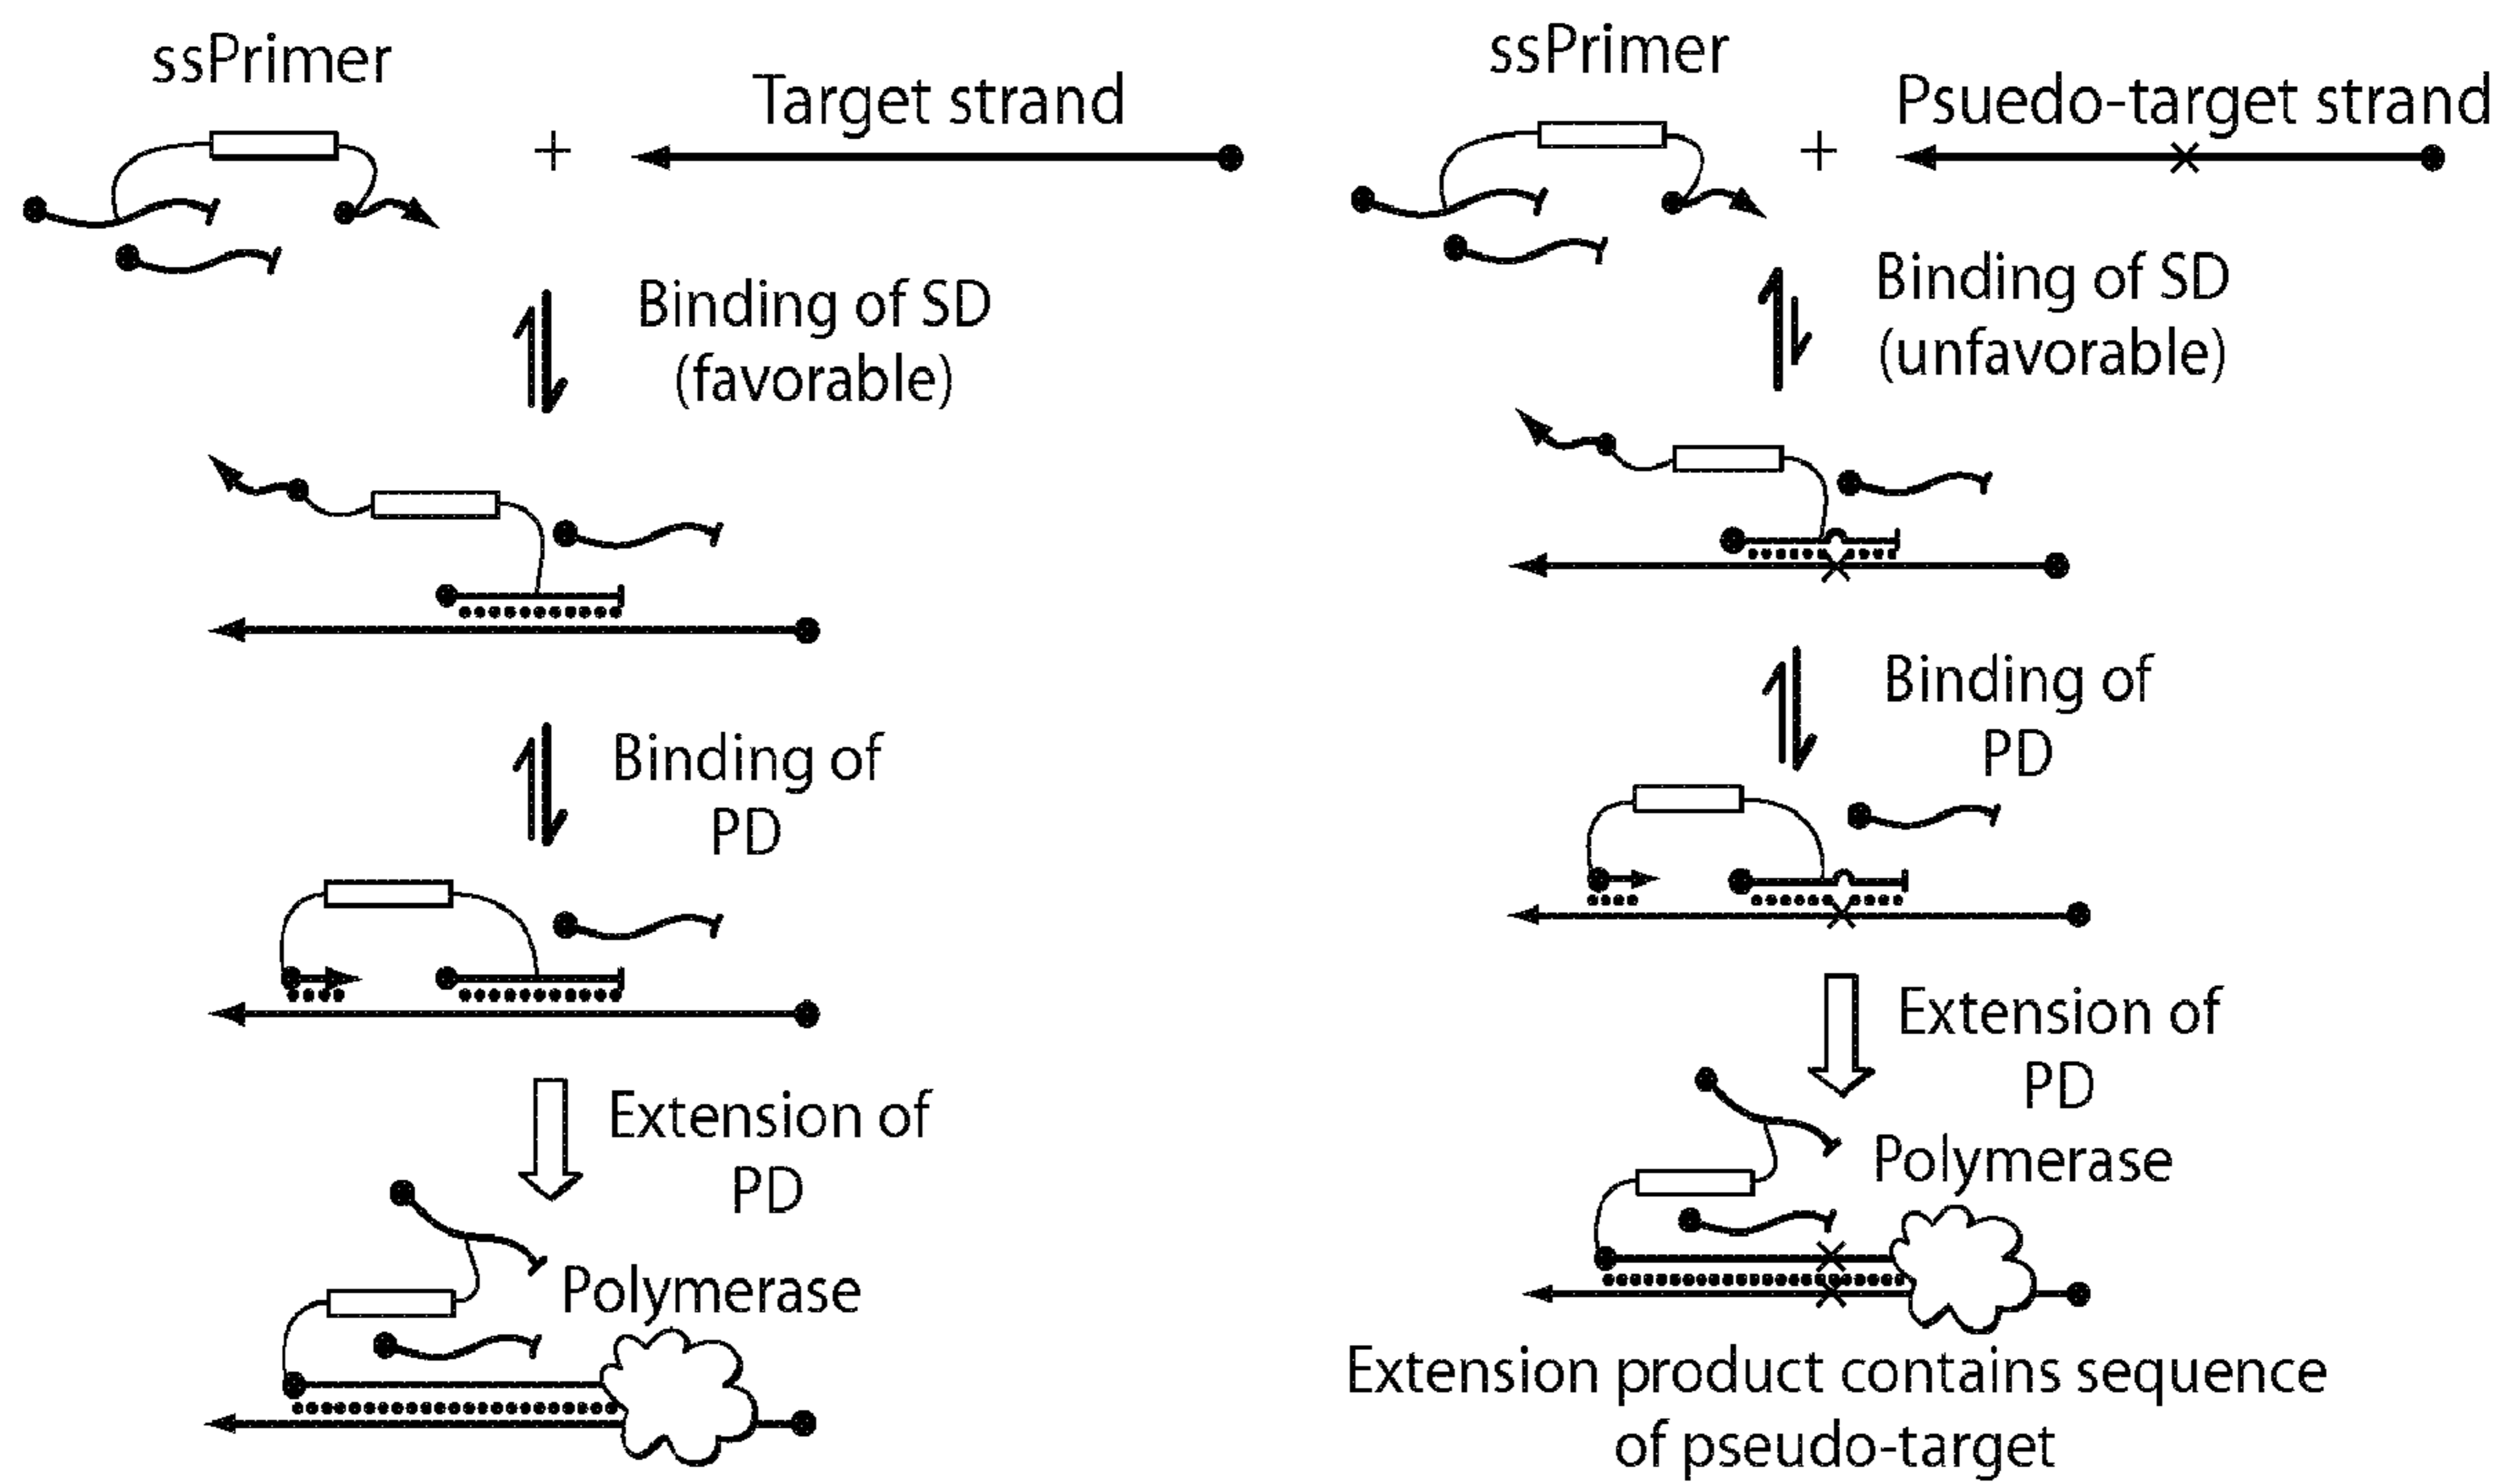 ssPrimer
Target strand
+
Binding of SD
(favorable)
Binding of
PD
Extension of
PD
Polymerase
ssPrimer
Psuedo-target strand
+
Binding of SD
(unfavorable)
Binding of
PD
Extension of
PD
Polymerase
Extension product contains sequence
of pseudo-target